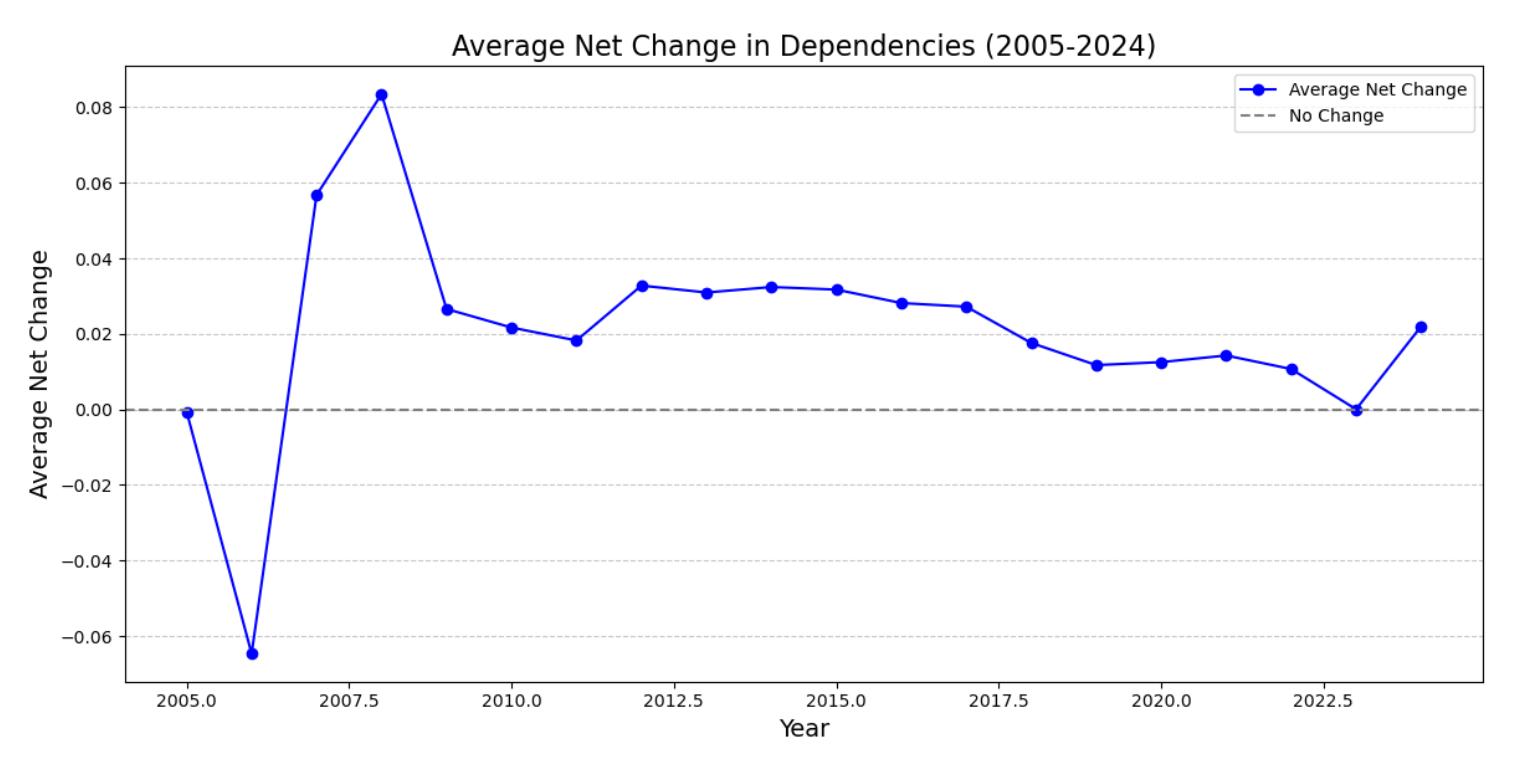 Average Net Change in Dependencies (2005-2024)
Average Net Change
No Change
0.08
0.06
0.04
0.02
0.00
−0.02
−0.04
−0.06
Average Net Change
2005.0 2007.5 2010.0 2012.5 2015.0 2017.5 2020.0 2022.5
Year